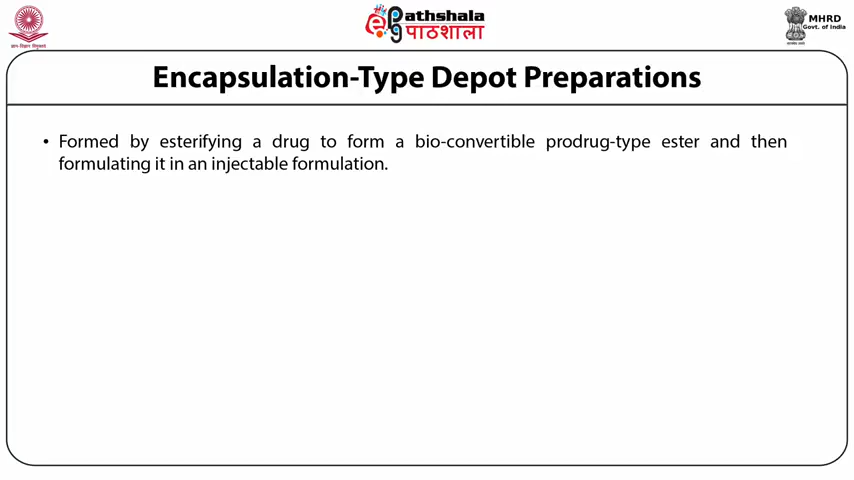 ePathshala
पाठशाला
MHRD
Govt. of India
Encapsulation-Type Depot Preparations
• Formed by esterifying a drug to form a bio-convertible prodrug-type ester and then
formulating it in an injectable formulation.